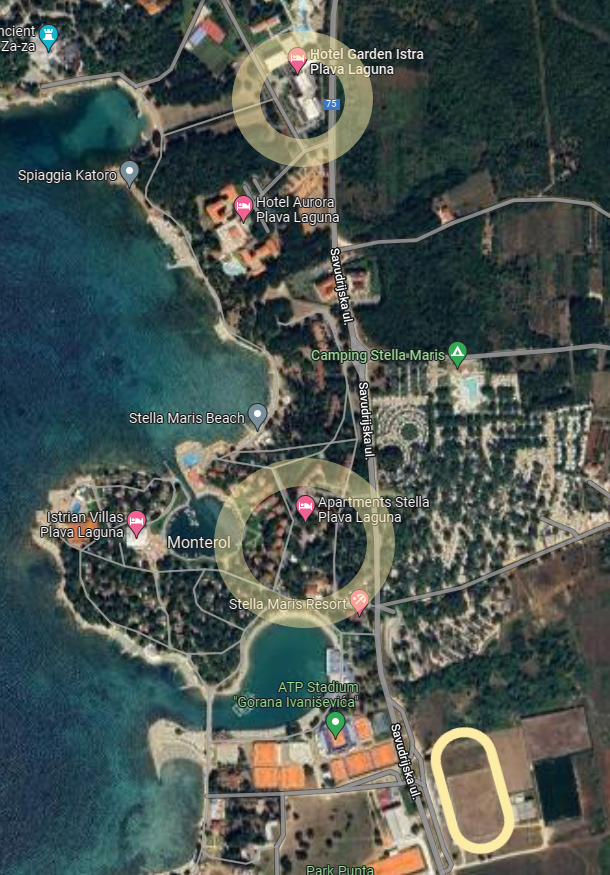 ncient
Za-za
Hotel Garden Istra
Plava Laguna
75
Spiaggia Katoro
Hotel Aurora
Plava Laguna
Savudrijska ul.
Camping Stella Maris
Savudrijska ul.
Stella Maris Beach
Apartments Stella
Plava Laguna
Istrian Villas
Plava Laguna
Monterol
Stella Maris Resort
ATP Stadium
"Gorana Ivaniševića"
Savudrijska ul.
Park Punta